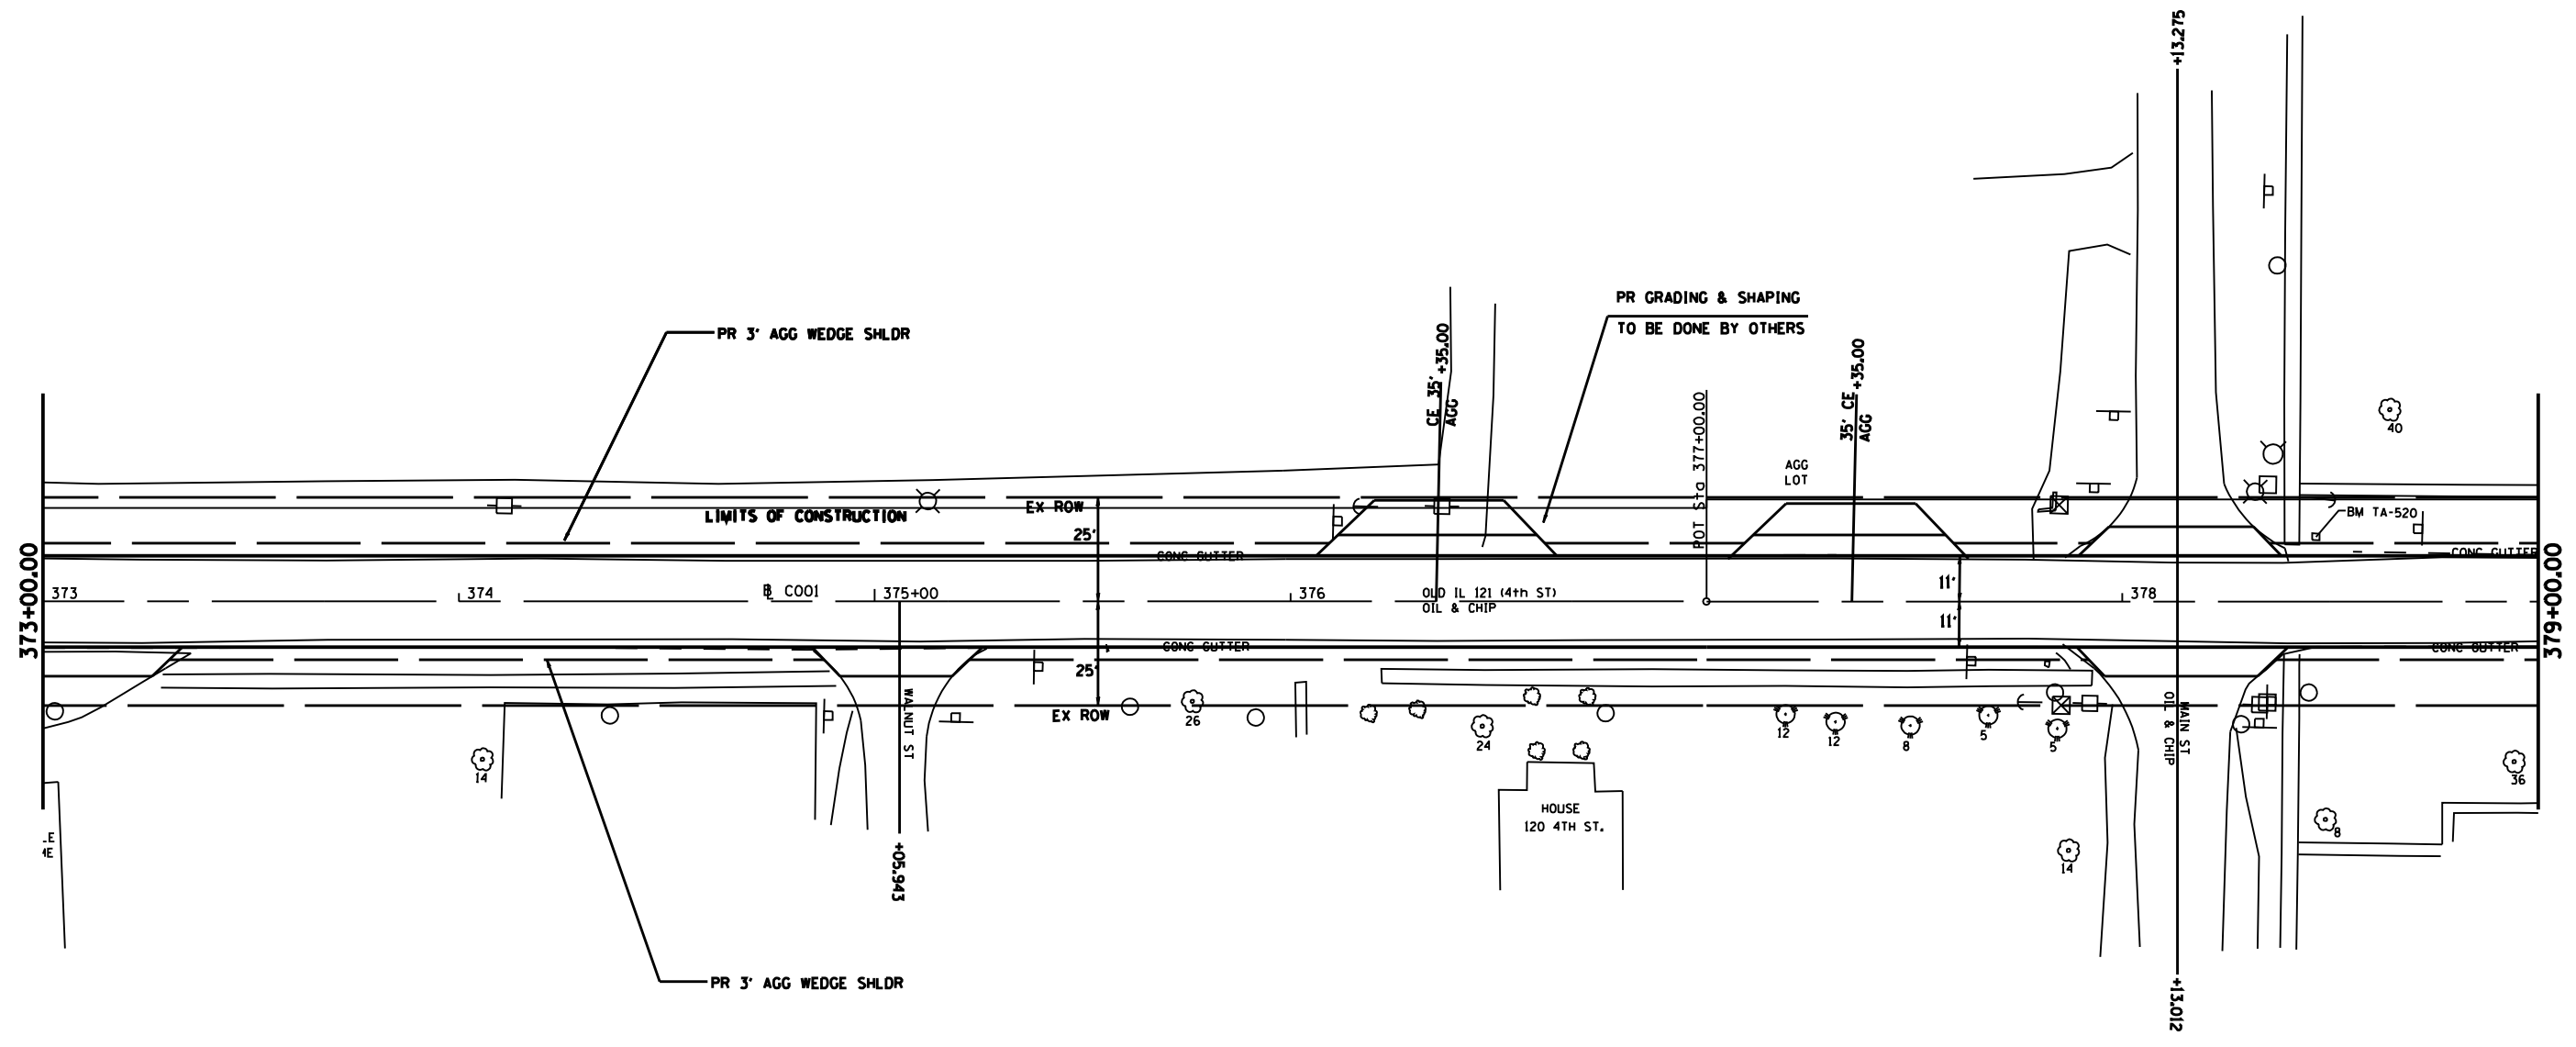 +13.275
PR GRADING & SHAPING
TO BE DONE BY OTHERS
PR 3' AGG WEDGE SHLDR
CE 35' +35.00
AGG
35' CE +35.00
AGG
POT Sta 377+00.00
40
AGG
LOT
EX ROW
LIMITS OF CONSTRUCTION
BM TA-520
25'
CONC GUTTER
CONC GUTTER
373+00.00
379+00.00
373
374
B C001
375+00
376
OLD IL 121 (4th ST)
OIL & CHIP
11'
11'
378
CONC GUTTER
CONC GUTTER
25'
EX ROW
WALNUT ST
MAIN ST
OIL & CHIP
26
24
12
12
8
5
5
14
36
HOUSE
120 4TH ST.
8
14
+05.943
PR 3' AGG WEDGE SHLDR
+13.012